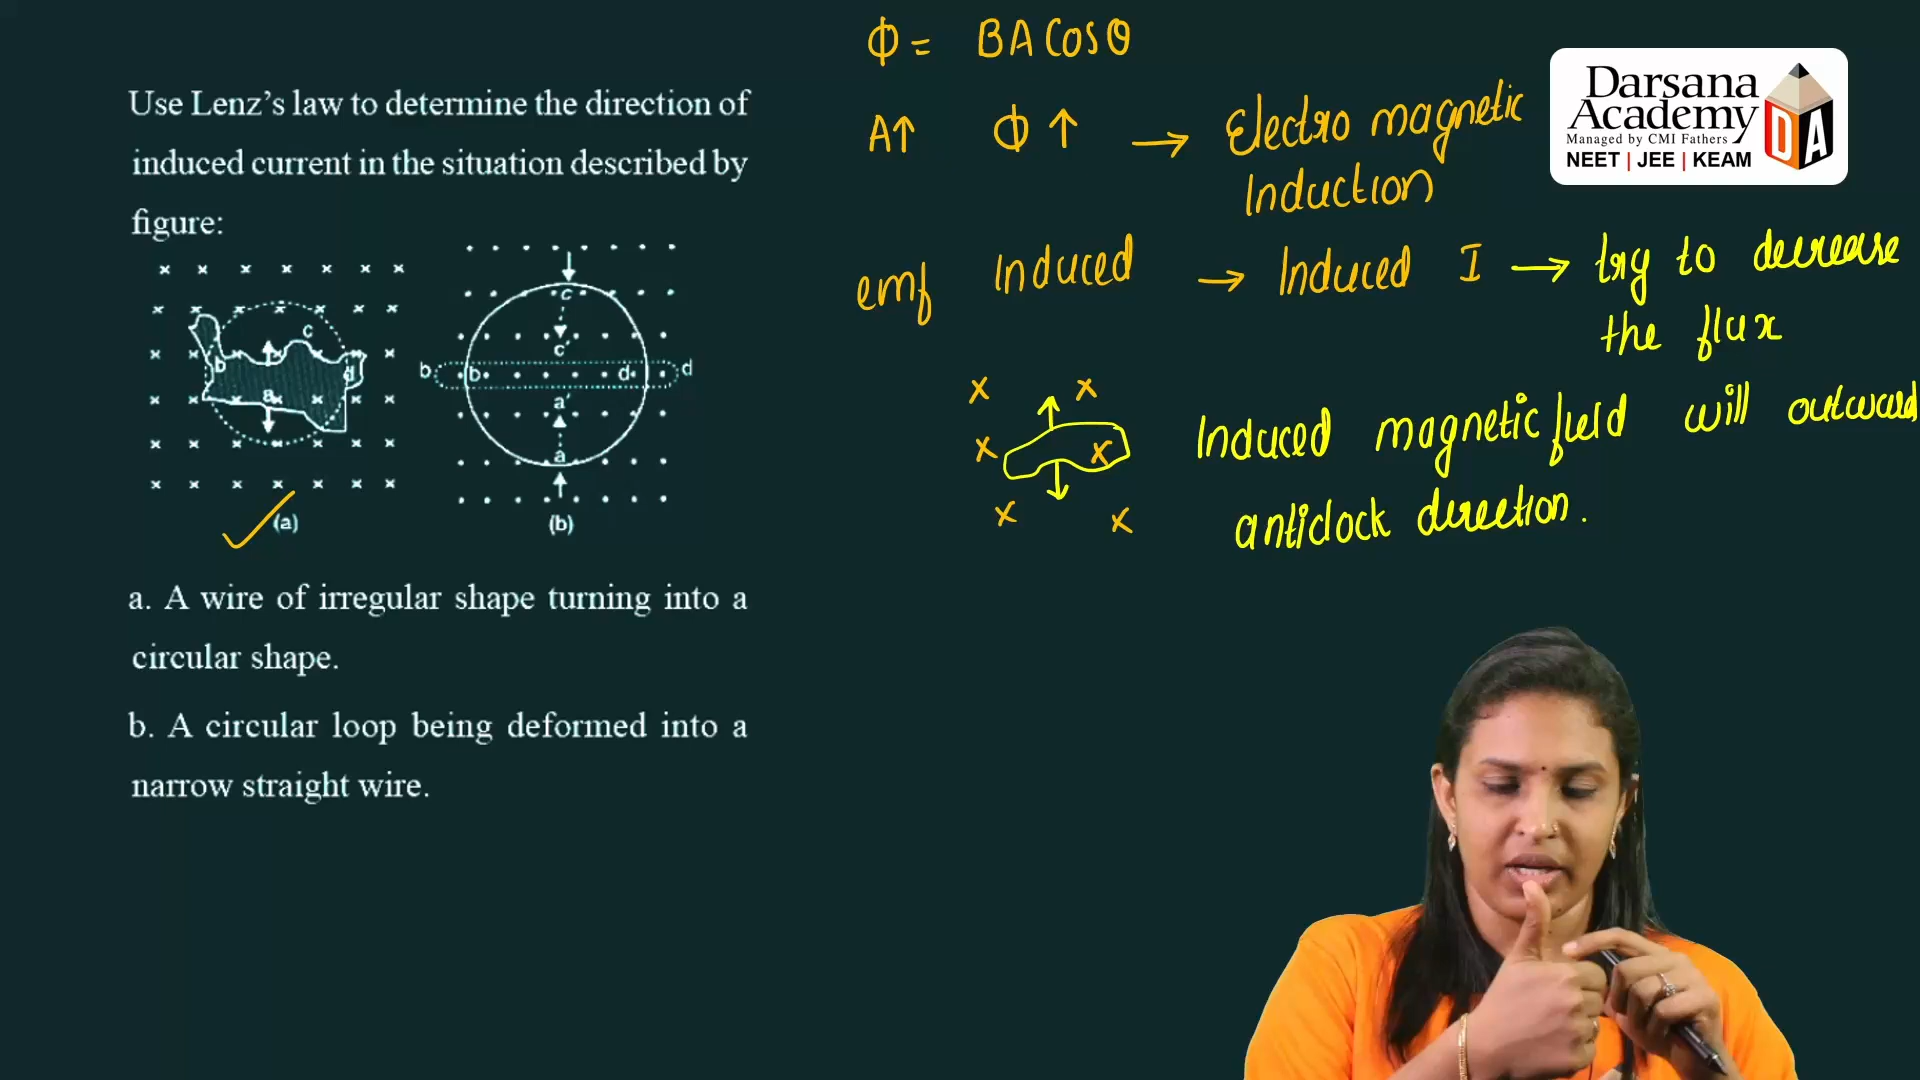 Use Lenz's law to determine the direction of
induced current in the situation described by
figure:
c
b
d
a
(a)
c
c'
b
b
d
d
a'
a
(b)
a. A wire of irregular shape turning into a
circular shape.
b. A circular loop being deformed into a
narrow straight wire.
Φ = BA Cosθ
A↑ Φ ↑ → Electro magnetic
Induction
emf Induced → Induced I → try to decrease
the flux
Induced magnetic field will outward
anticlock direction.
Darsana
Academy
Managed by CMI Fathers
NEET | JEE | KEAM
DA